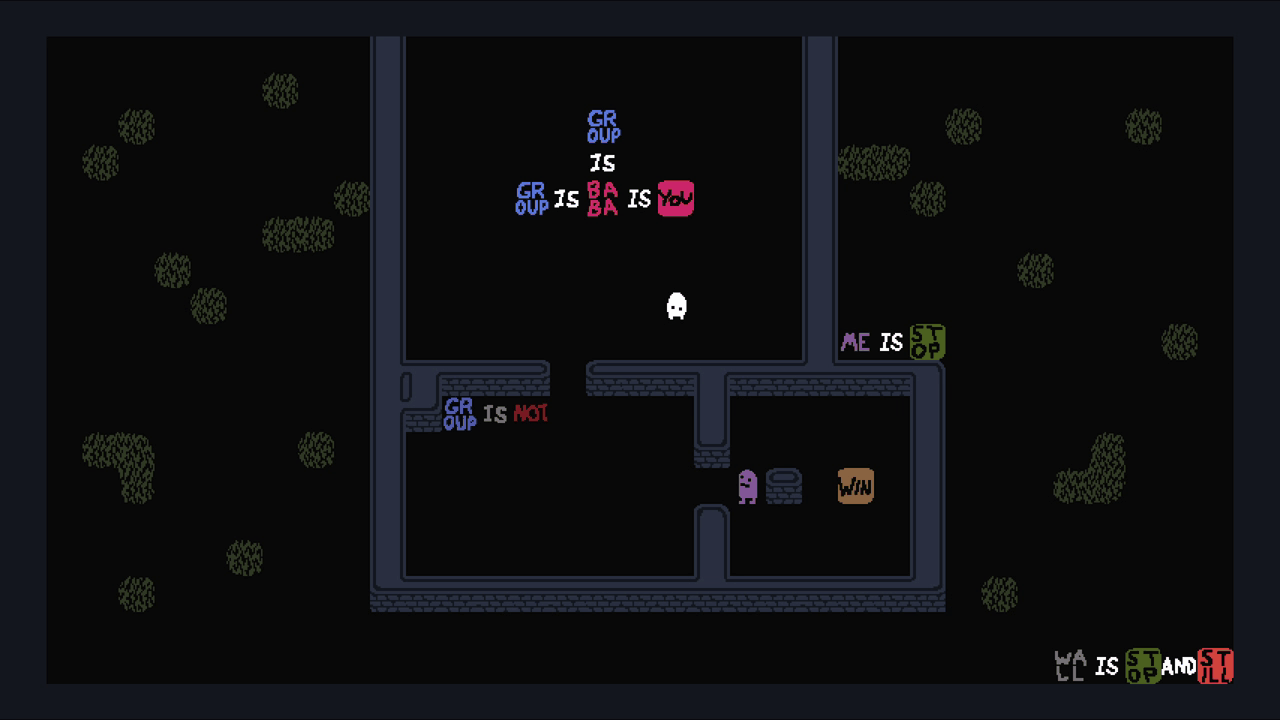 GROUP
IS
GROUP IS BABA IS YOU
ME IS STOP
GROUP IS NOT
WIN
WALL IS STOP AND STILL